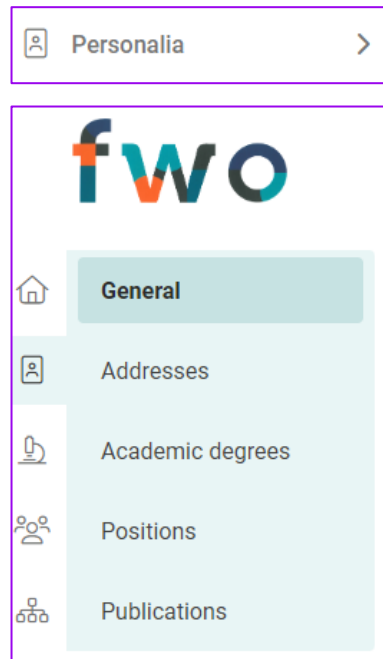 Personalia
fwo
General
Addresses
Academic degrees
Positions
Publications